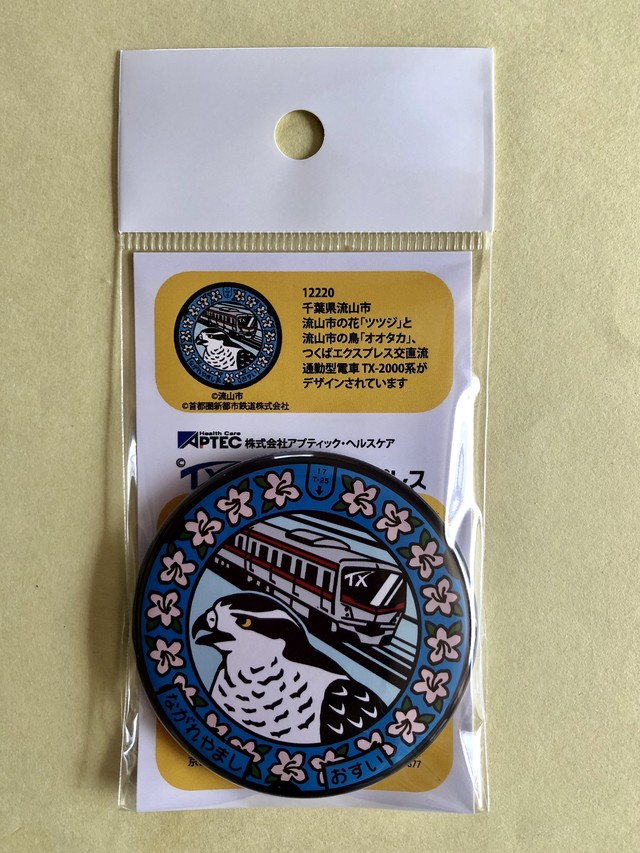 12220
千葉県流山市
流山市の花「ツツジ」と
流山市の鳥「オオタカ」、
つくばエクスプレス交直流
通勤型電車 TX-2000系が
デザインされています
©流山市
©首都圏新都市鉄道株式会社
Health Care
APTEC 株式会社アプティック・ヘルスケア
© TX レス
17
T-25
TX
ながれやまし
おすい